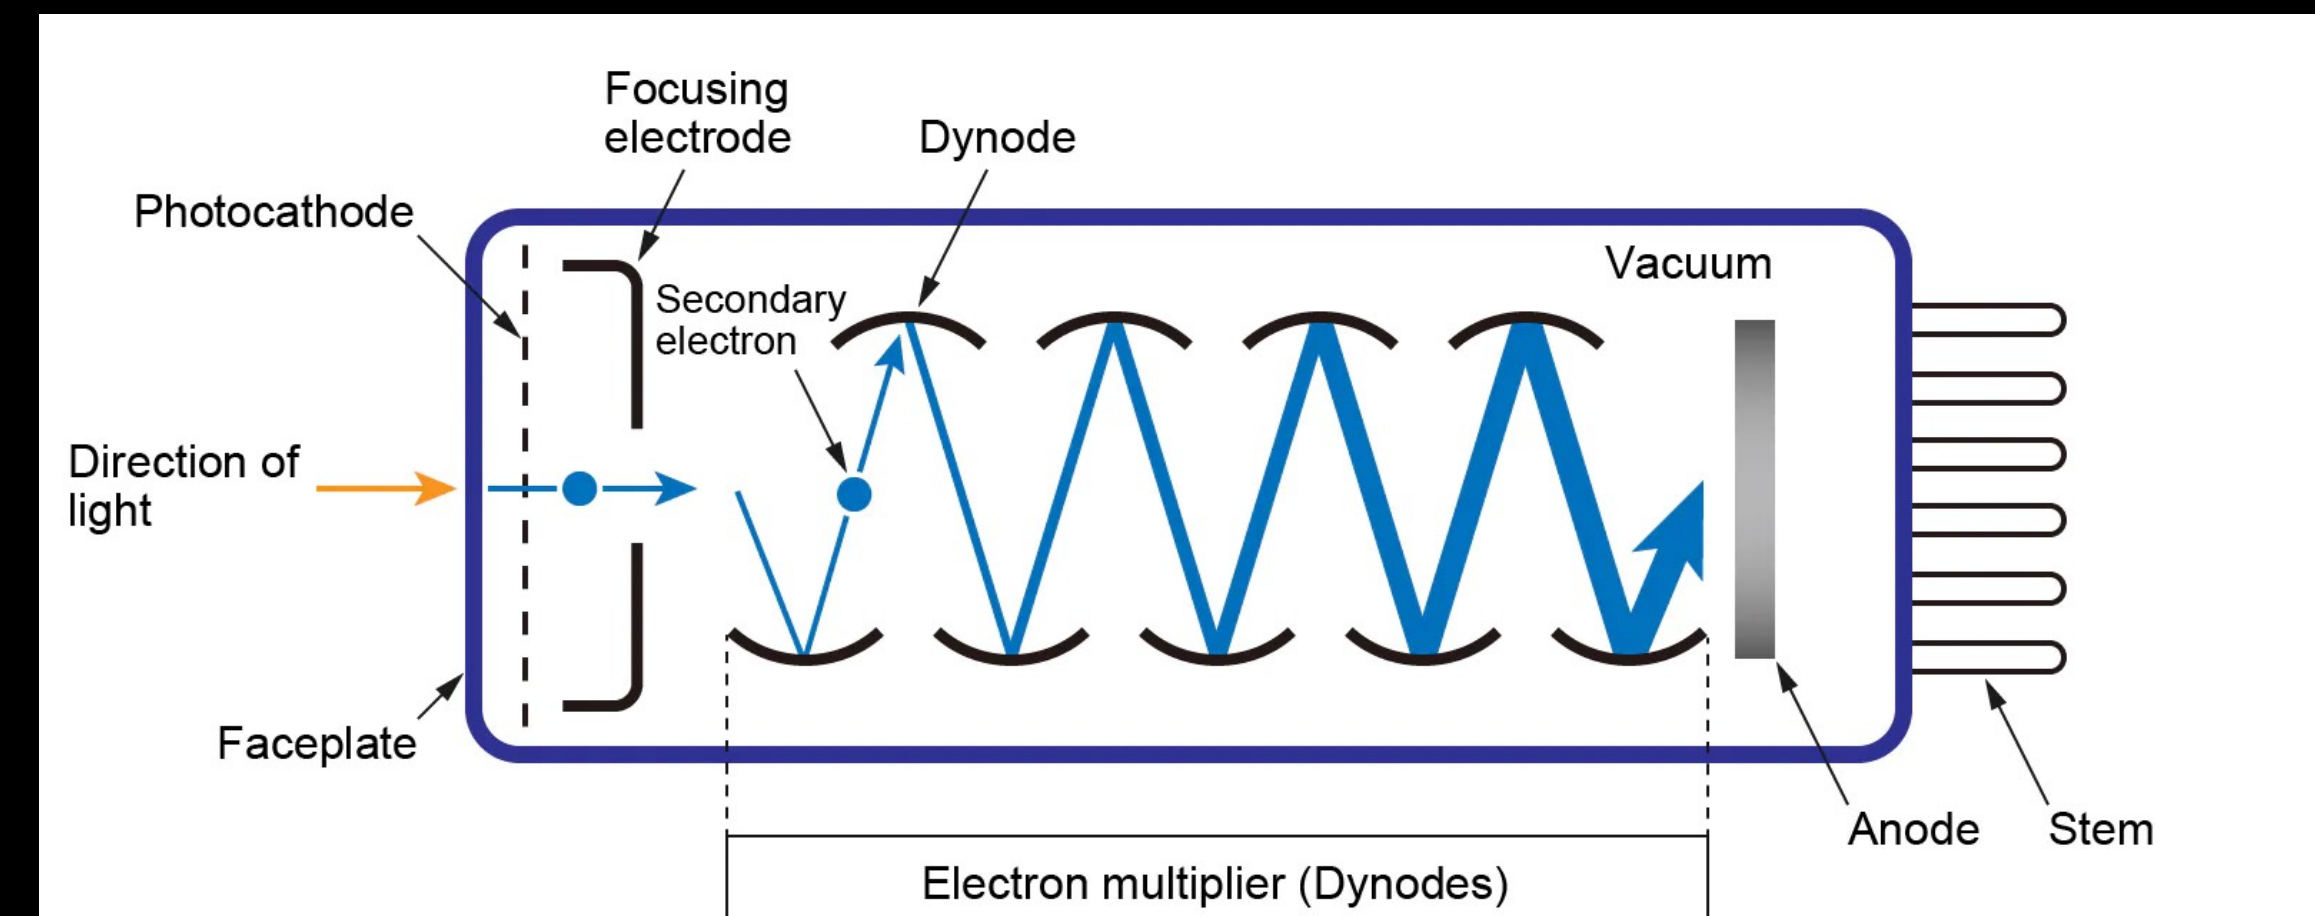 Focusing
electrode
Dynode
Photocathode
Vacuum
Secondary
electron
Direction of
light
Faceplate
Anode
Stem
Electron multiplier (Dynodes)